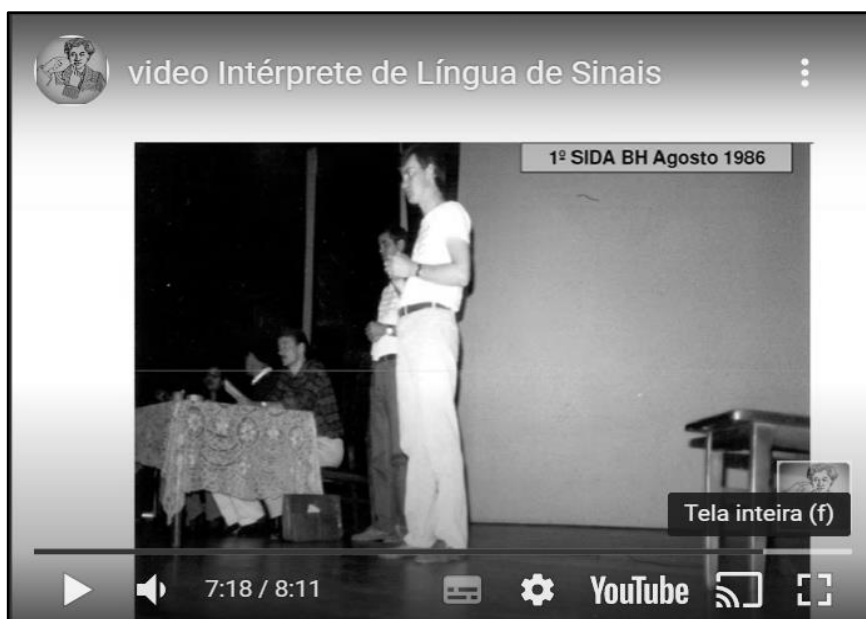 video Intérprete de Língua de Sinais
1º SIDA BH Agosto 1986
Tela inteira (f)
7:18 / 8:11
YouTube